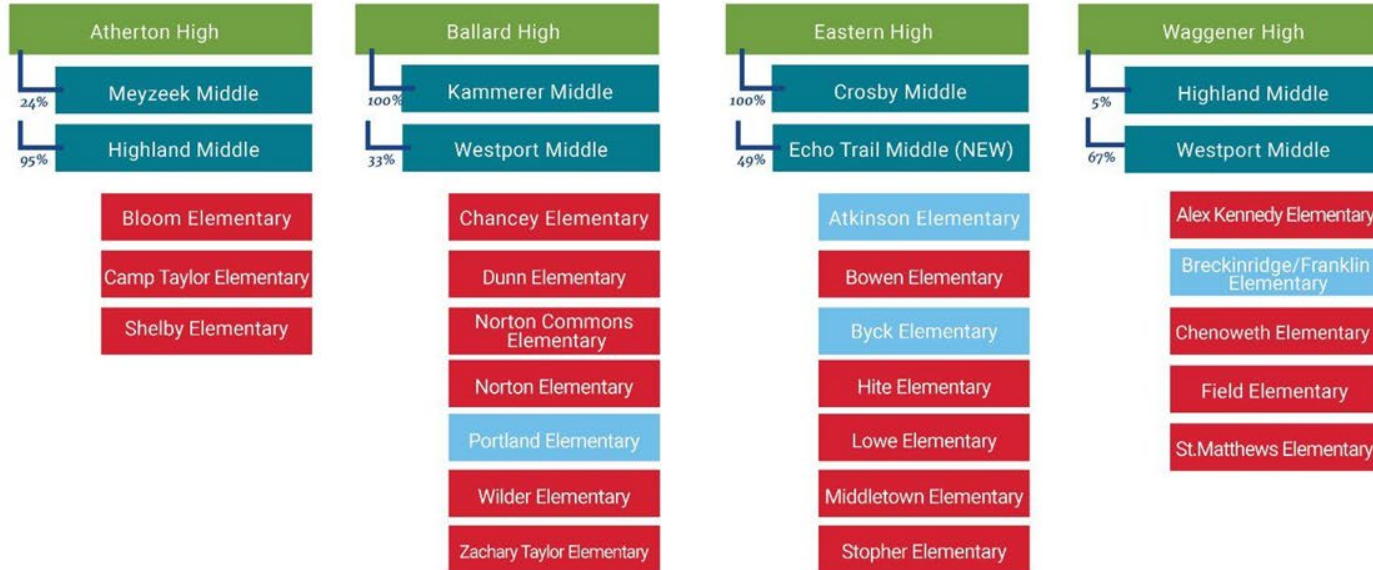 Atherton High
24%
Meyzeek Middle
95%
Highland Middle
Bloom Elementary
Camp Taylor Elementary
Shelby Elementary
Ballard High
100%
Kammerer Middle
33%
Westport Middle
Chancey Elementary
Dunn Elementary
Norton Commons
Elementary
Norton Elementary
Portland Elementary
Wilder Elementary
Zachary Taylor Elementary
Eastern High
100%
Crosby Middle
49%
Echo Trail Middle (NEW)
Atkinson Elementary
Bowen Elementary
Byck Elementary
Hite Elementary
Lowe Elementary
Middletown Elementary
Stopher Elementary
Waggener High
5%
Highland Middle
67%
Westport Middle
Alex Kennedy Elementary
Breckinridge/Franklin
Elementary
Chenoweth Elementary
Field Elementary
St.Matthews Elementary